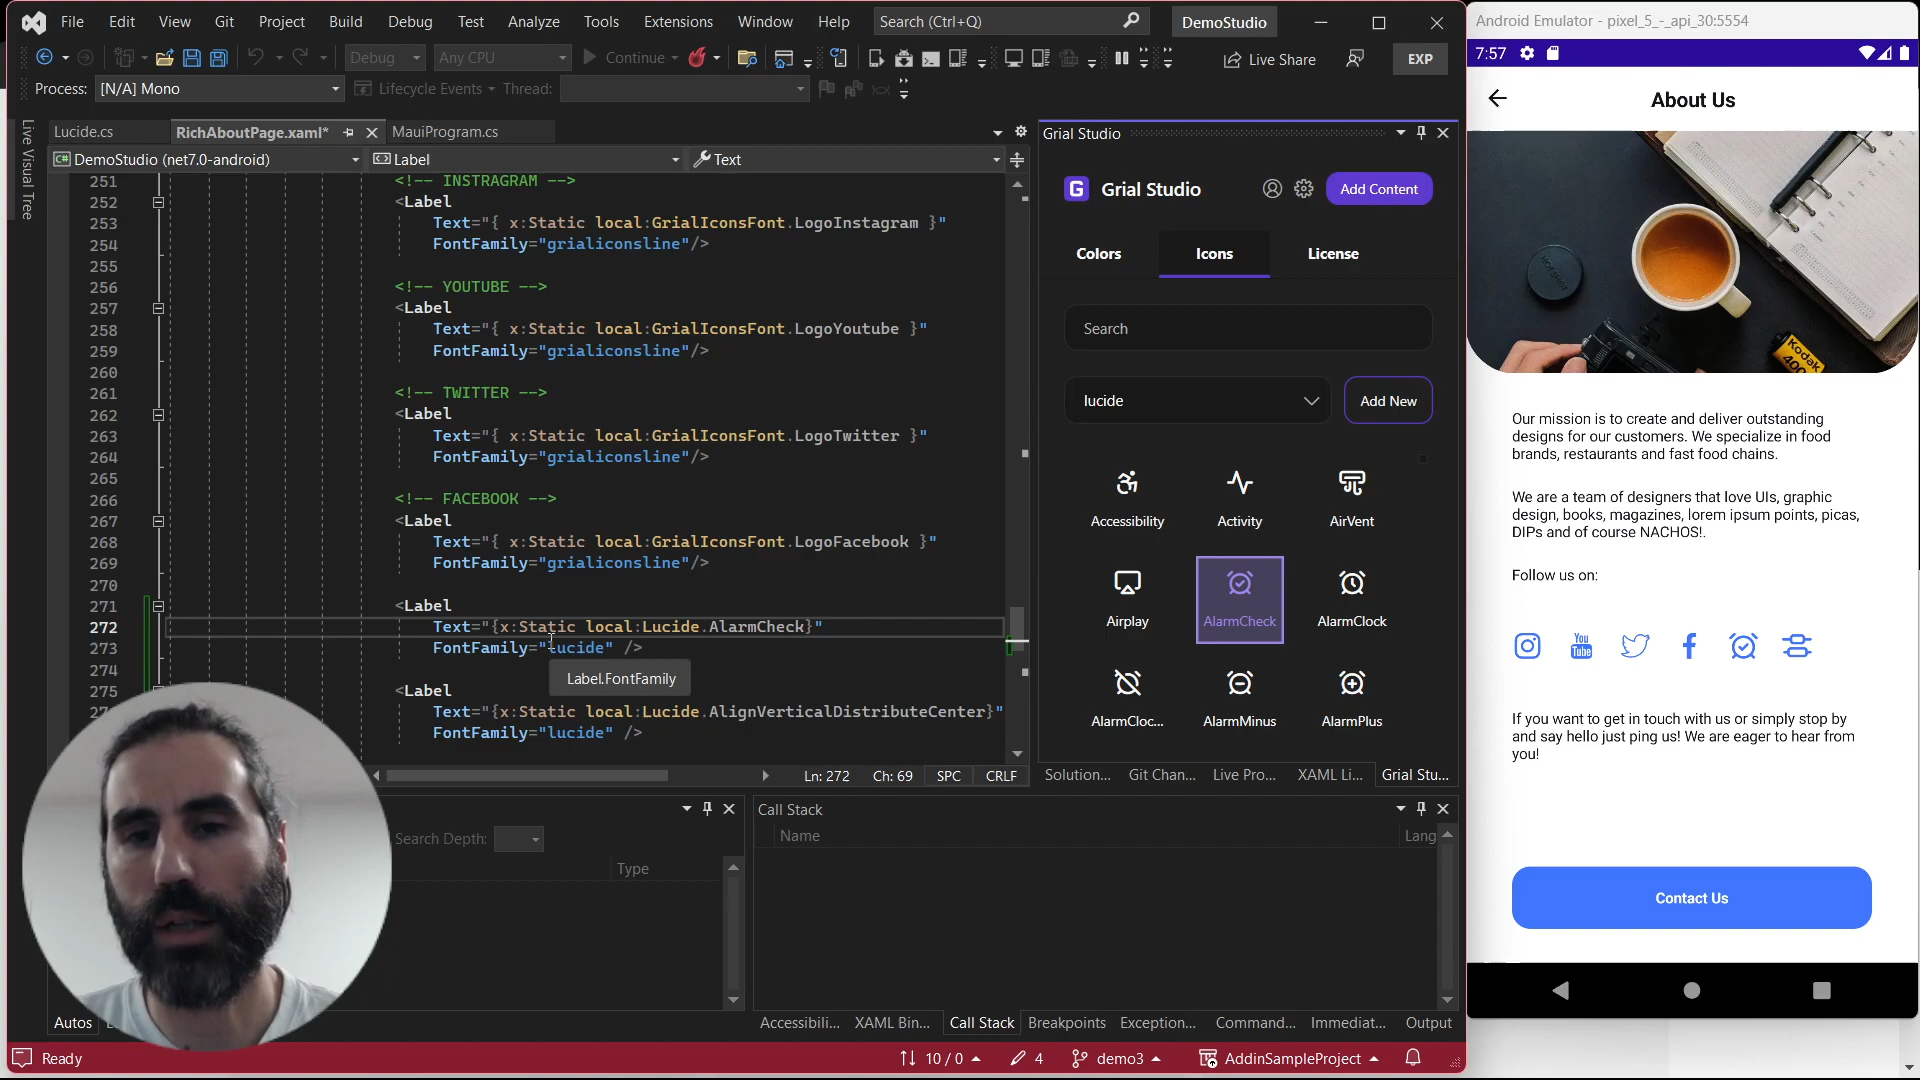 File Edit View Git Project Build Debug Test Analyze Tools Extensions Window Help Search (Ctrl+Q) DemoStudio
Debug Any CPU Continue Live Share EXP
Process: [N/A] Mono Lifecycle Events Thread:
Live Visual Tree
Lucide.cs RichAboutPage.xaml* MauiProgram.cs
DemoStudio (net7.0-android) Label Text
251 <!-- INSTRAGRAM -->
252 <Label
253 Text="{ x:Static local:GrialIconsFont.LogoInstagram }"
254 FontFamily="grialiconsline"/>
255
256 <!-- YOUTUBE -->
257 <Label
258 Text="{ x:Static local:GrialIconsFont.LogoYoutube }"
259 FontFamily="grialiconsline"/>
260
261 <!-- TWITTER -->
262 <Label
263 Text="{ x:Static local:GrialIconsFont.LogoTwitter }"
264 FontFamily="grialiconsline"/>
265
266 <!-- FACEBOOK -->
267 <Label
268 Text="{ x:Static local:GrialIconsFont.LogoFacebook }"
269 FontFamily="grialiconsline"/>
270
271 <Label
272 Text="{x:Static local:Lucide.AlarmCheck}"
273 FontFamily="lucide" />
274
Label.FontFamily
275 <Label
Text="{x:Static local:Lucide.AlignVerticalDistributeCenter}"
FontFamily="lucide" />
Ln: 272 Ch: 69 SPC CRLF
Search Depth:
Type
Autos
Grial Studio
G Grial Studio Add Content
Colors Icons License
Search
lucide Add New
Accessibility Activity AirVent
Airplay AlarmCheck AlarmClock
AlarmCloc... AlarmMinus AlarmPlus
Solution... Git Chan... Live Pro... XAML Li... Grial Stu...
Call Stack
Name Lang
Accessibili... XAML Bin... Call Stack Breakpoints Exception... Command... Immediat... Output
Ready 10 / 0 4 demo3 AddinSampleProject
Android Emulator - pixel_5_-_api_30:5554
7:57
About Us
Kodak
400
Our mission is to create and deliver outstanding
designs for our customers. We specialize in food
brands, restaurants and fast food chains.
We are a team of designers that love UIs, graphic
design, books, magazines, lorem ipsum points, picas,
DIPs and of course NACHOS!.
Follow us on:
You
Tube
If you want to get in touch with us or simply stop by
and say hello just ping us! We are eager to hear from
you!
Contact Us